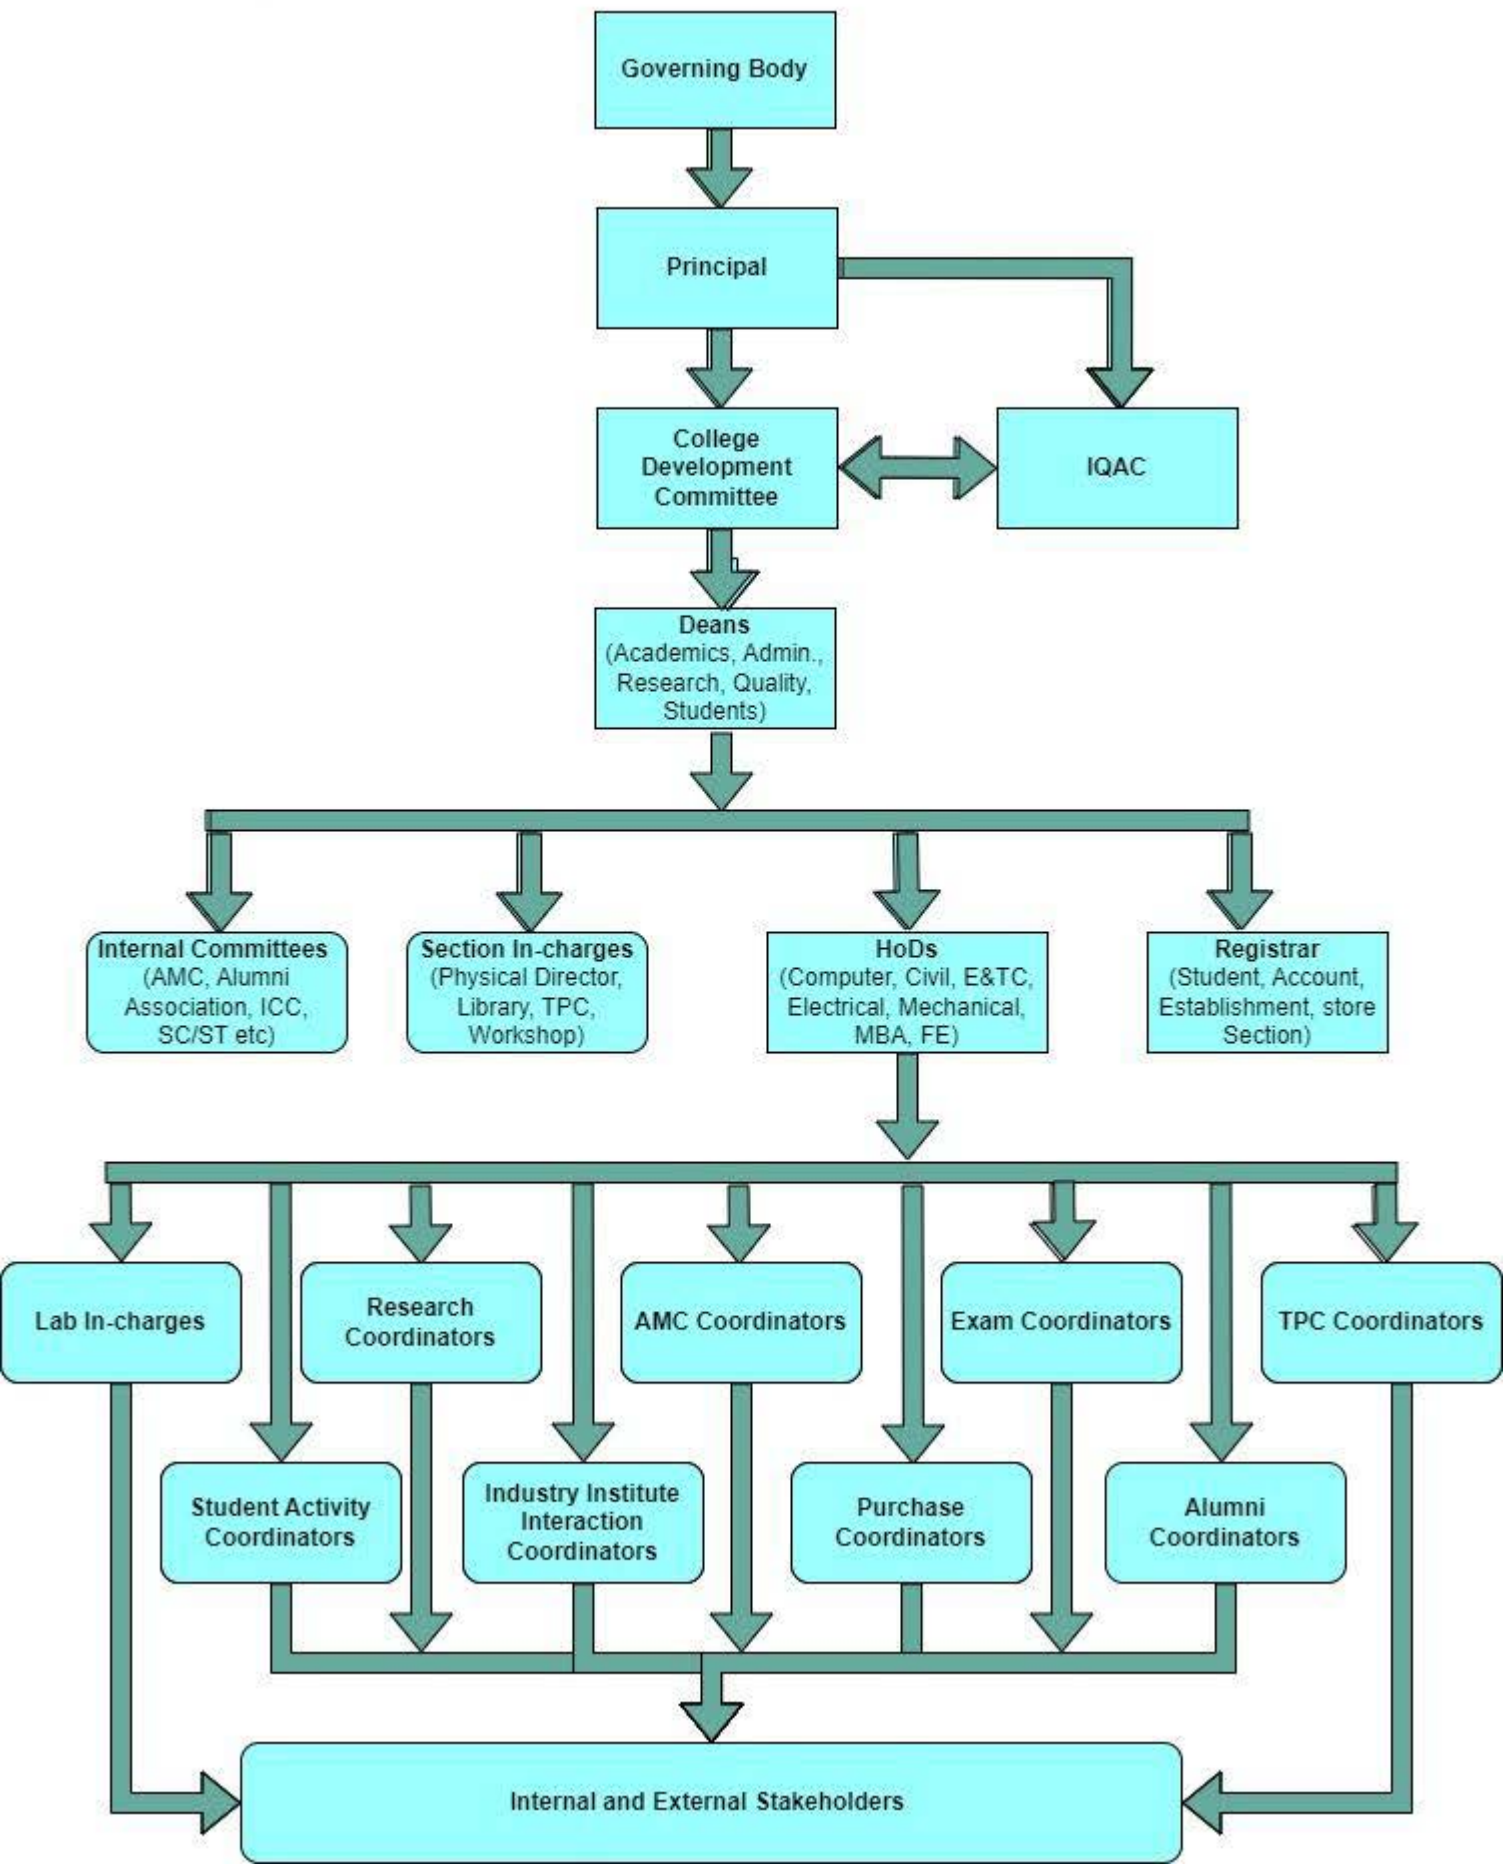 Governing Body
Principal
College
Development
Committee
IQAC
Deans
(Academics, Admin.,
Research, Quality,
Students)
Internal Committees
(AMC, Alumni
Association, ICC,
SC/ST etc)
Section In-charges
(Physical Director,
Library, TPC,
Workshop)
HoDs
(Computer, Civil, E&TC,
Electrical, Mechanical,
MBA, FE)
Registrar
(Student, Account,
Establishment, store
Section)
Lab In-charges
Research
Coordinators
AMC Coordinators
Exam Coordinators
TPC Coordinators
Student Activity
Coordinators
Industry Institute
Interaction
Coordinators
Purchase
Coordinators
Alumni
Coordinators
Internal and External Stakeholders